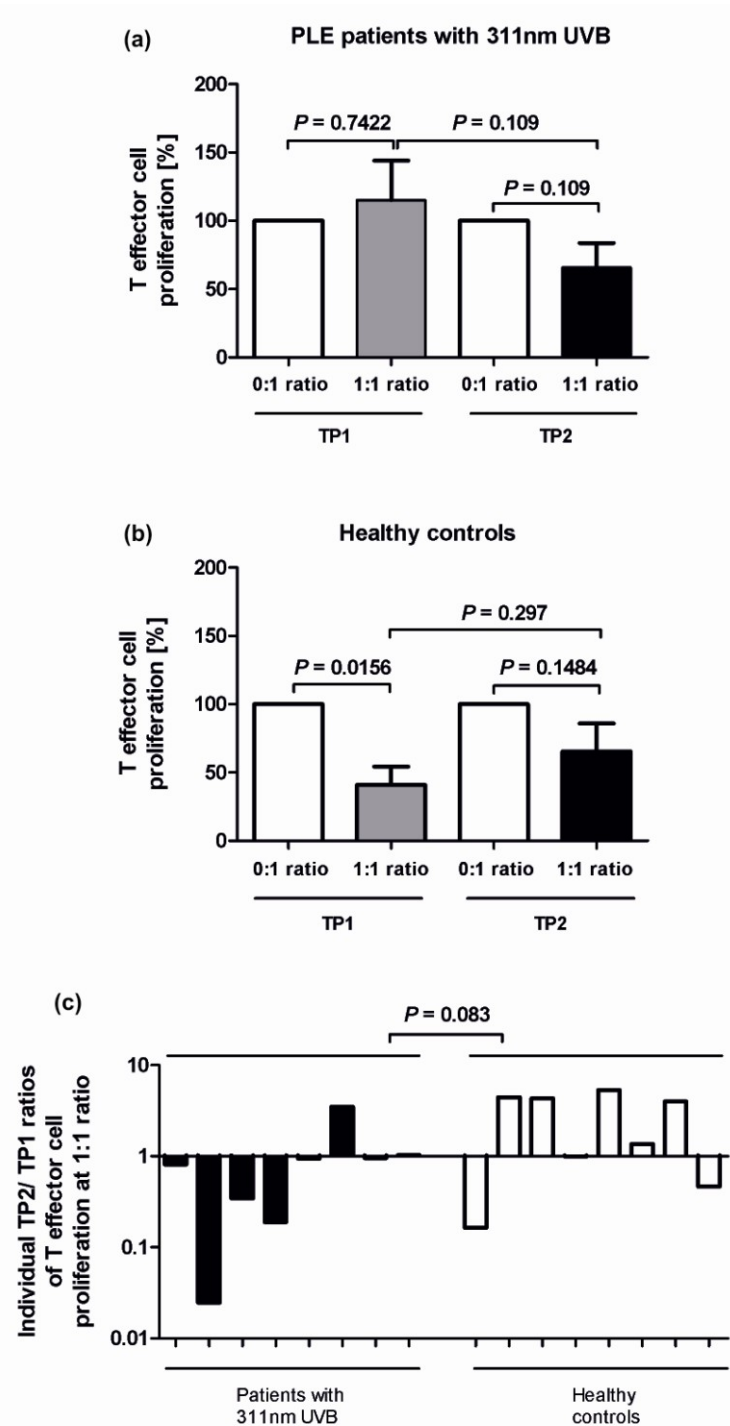 (a) PLE patients with 311nm UVB
200
150
100
50
0
T effector cell
proliferation [%]
P = 0.7422
P = 0.109
P = 0.109
0:1 ratio 1:1 ratio 0:1 ratio 1:1 ratio
TP1 TP2
(b) Healthy controls
200
150
100
50
0
T effector cell
proliferation [%]
P = 0.297
P = 0.0156
P = 0.1484
0:1 ratio 1:1 ratio 0:1 ratio 1:1 ratio
TP1 TP2
(c)
P = 0.083
10
1
0.1
0.01
Individual TP2/ TP1 ratios
of T effector cell
proliferation at 1:1 ratio
Patients with
311nm UVB
Healthy
controls